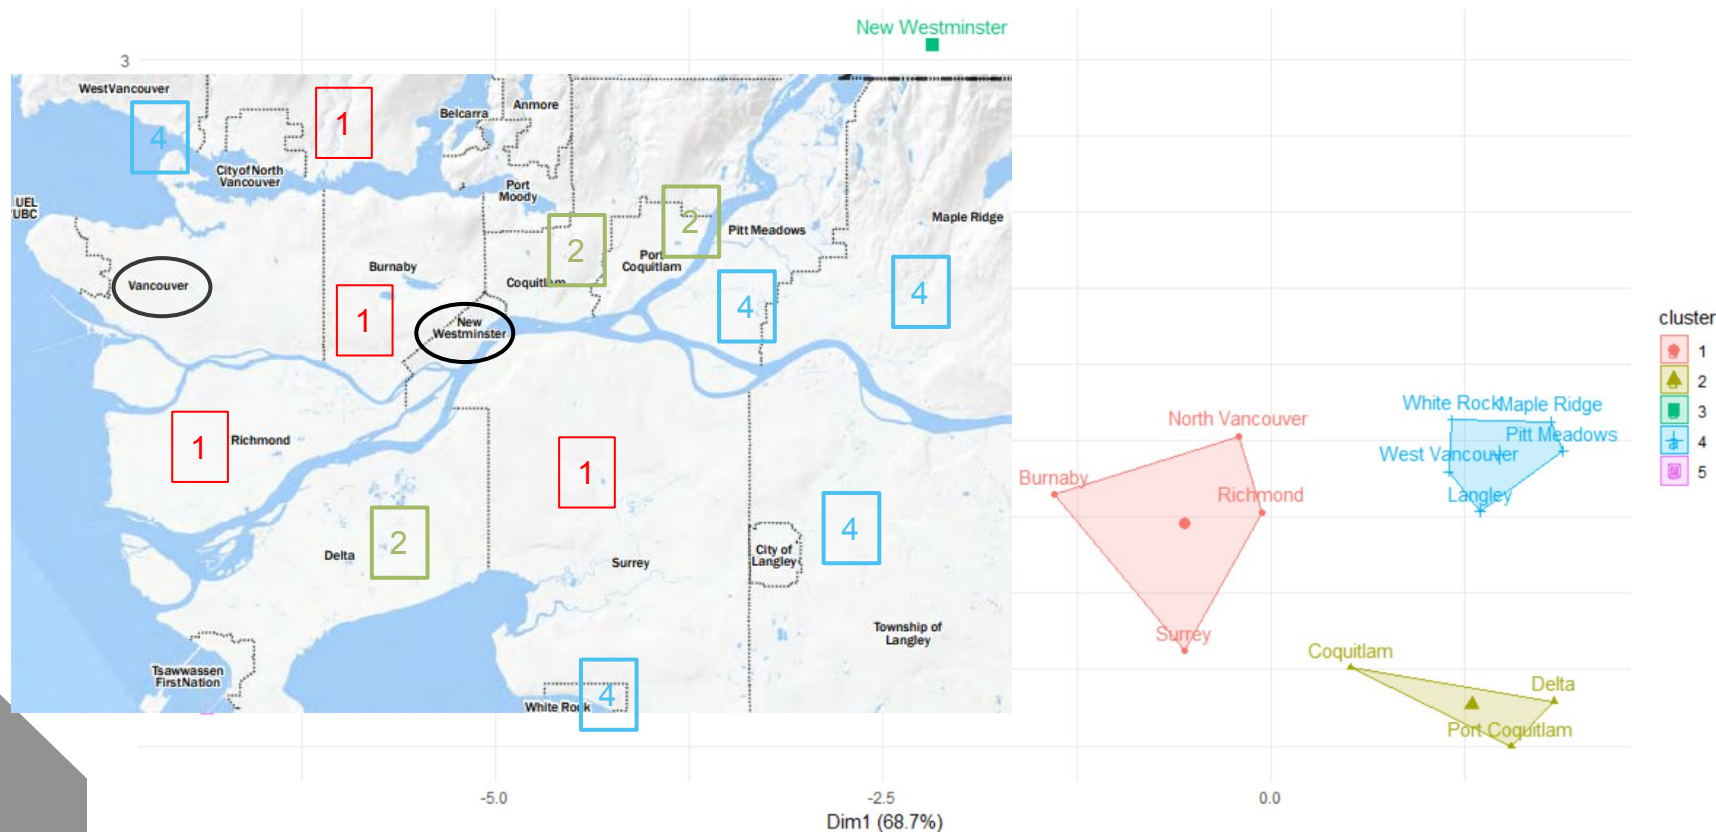 New Westminster
3
WestVancouver
4
1
Belcarra
Anmore
City of North
Vancouver
Port
Moody
UEL
/UBC
2
2
Maple Ridge
Pitt Meadows
Port
Coquitlam
Burnaby
Vancouver
Coquitlam
4
4
1
New
Westminster
1
Richmond
1
4
2
Delta
Surrey
City of
Langley
Township of
Langley
Tsawwassen
First Nation
4
White Rock
cluster
1
2
3
4
5
White Rock
Maple Ridge
North Vancouver
Pitt Meadows
West Vancouver
Burnaby
Richmond
Langley
Surrey
Coquitlam
Delta
Port Coquitlam
-5.0
-2.5
0.0
Dim1 (68.7%)